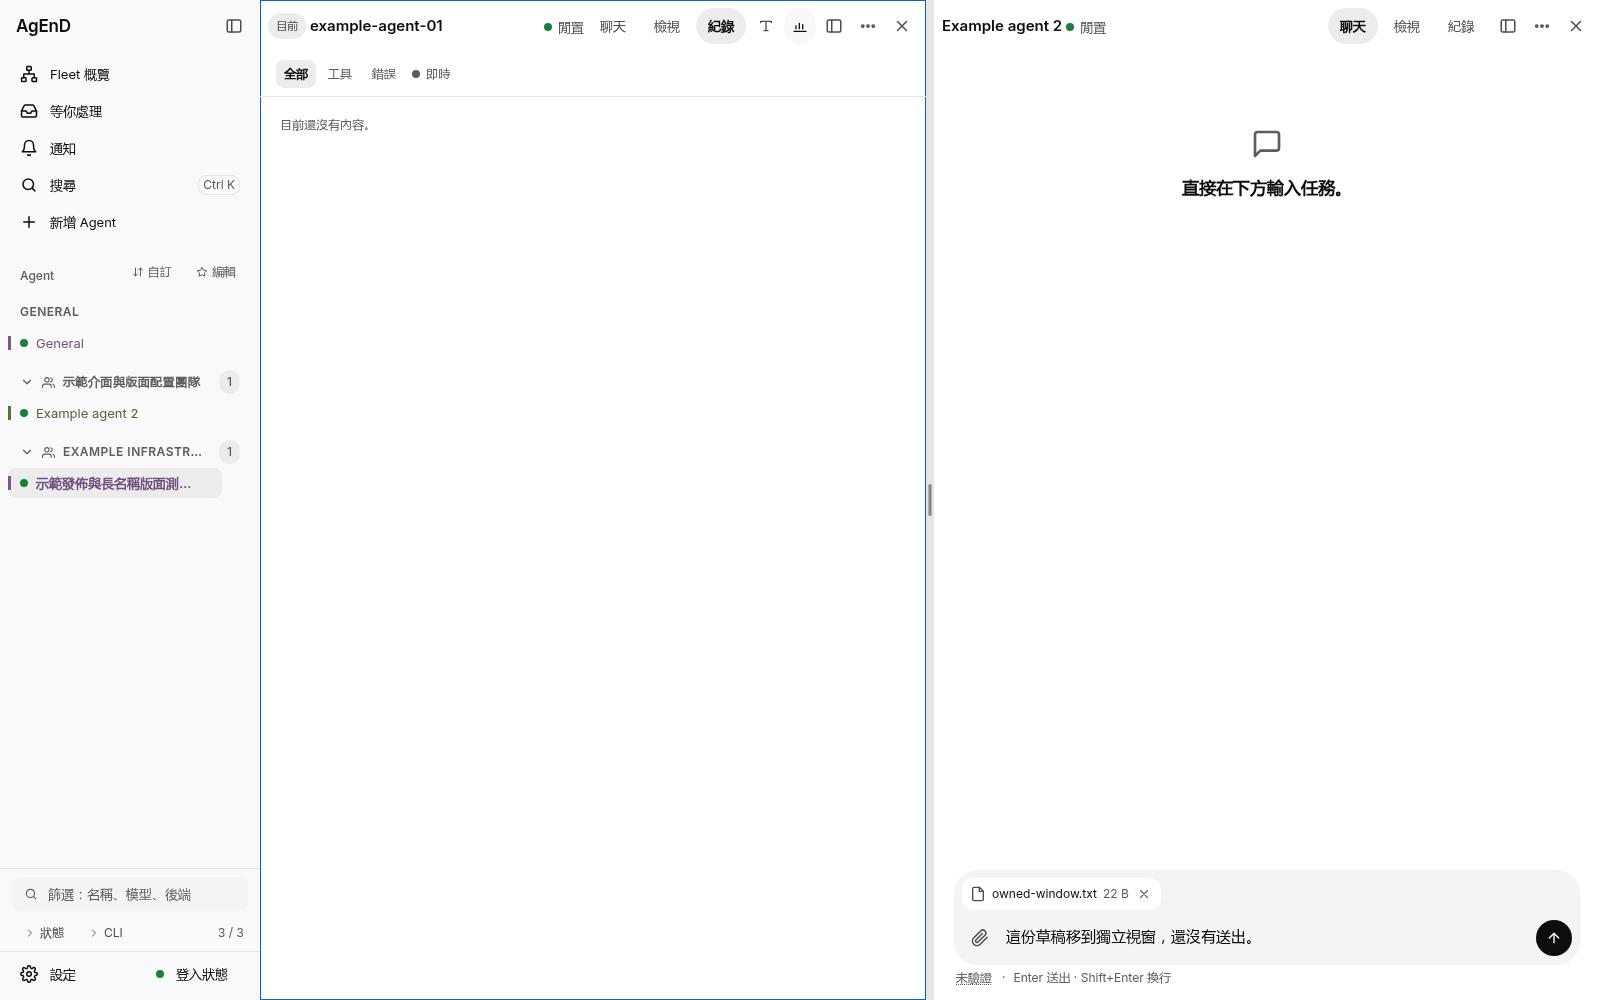 AgEnD
Fleet 概覽
等你處理
通知
搜尋 Ctrl K
新增 Agent
Agent 自訂 編輯
GENERAL
General
示範介面與版面配置團隊 1
Example agent 2
EXAMPLE INFRASTR... 1
示範發佈與長名稱版面測...
篩選：名稱、模型、後端
狀態 CLI 3 / 3
設定 登入狀態
目前 example-agent-01 閒置 聊天 檢視 紀錄
全部 工具 錯誤 即時
目前還沒有內容。
Example agent 2 閒置 聊天 檢視 紀錄
直接在下方輸入任務。
owned-window.txt 22 B
這份草稿移到獨立視窗，還沒有送出。
未驗證 · Enter 送出 · Shift+Enter 換行